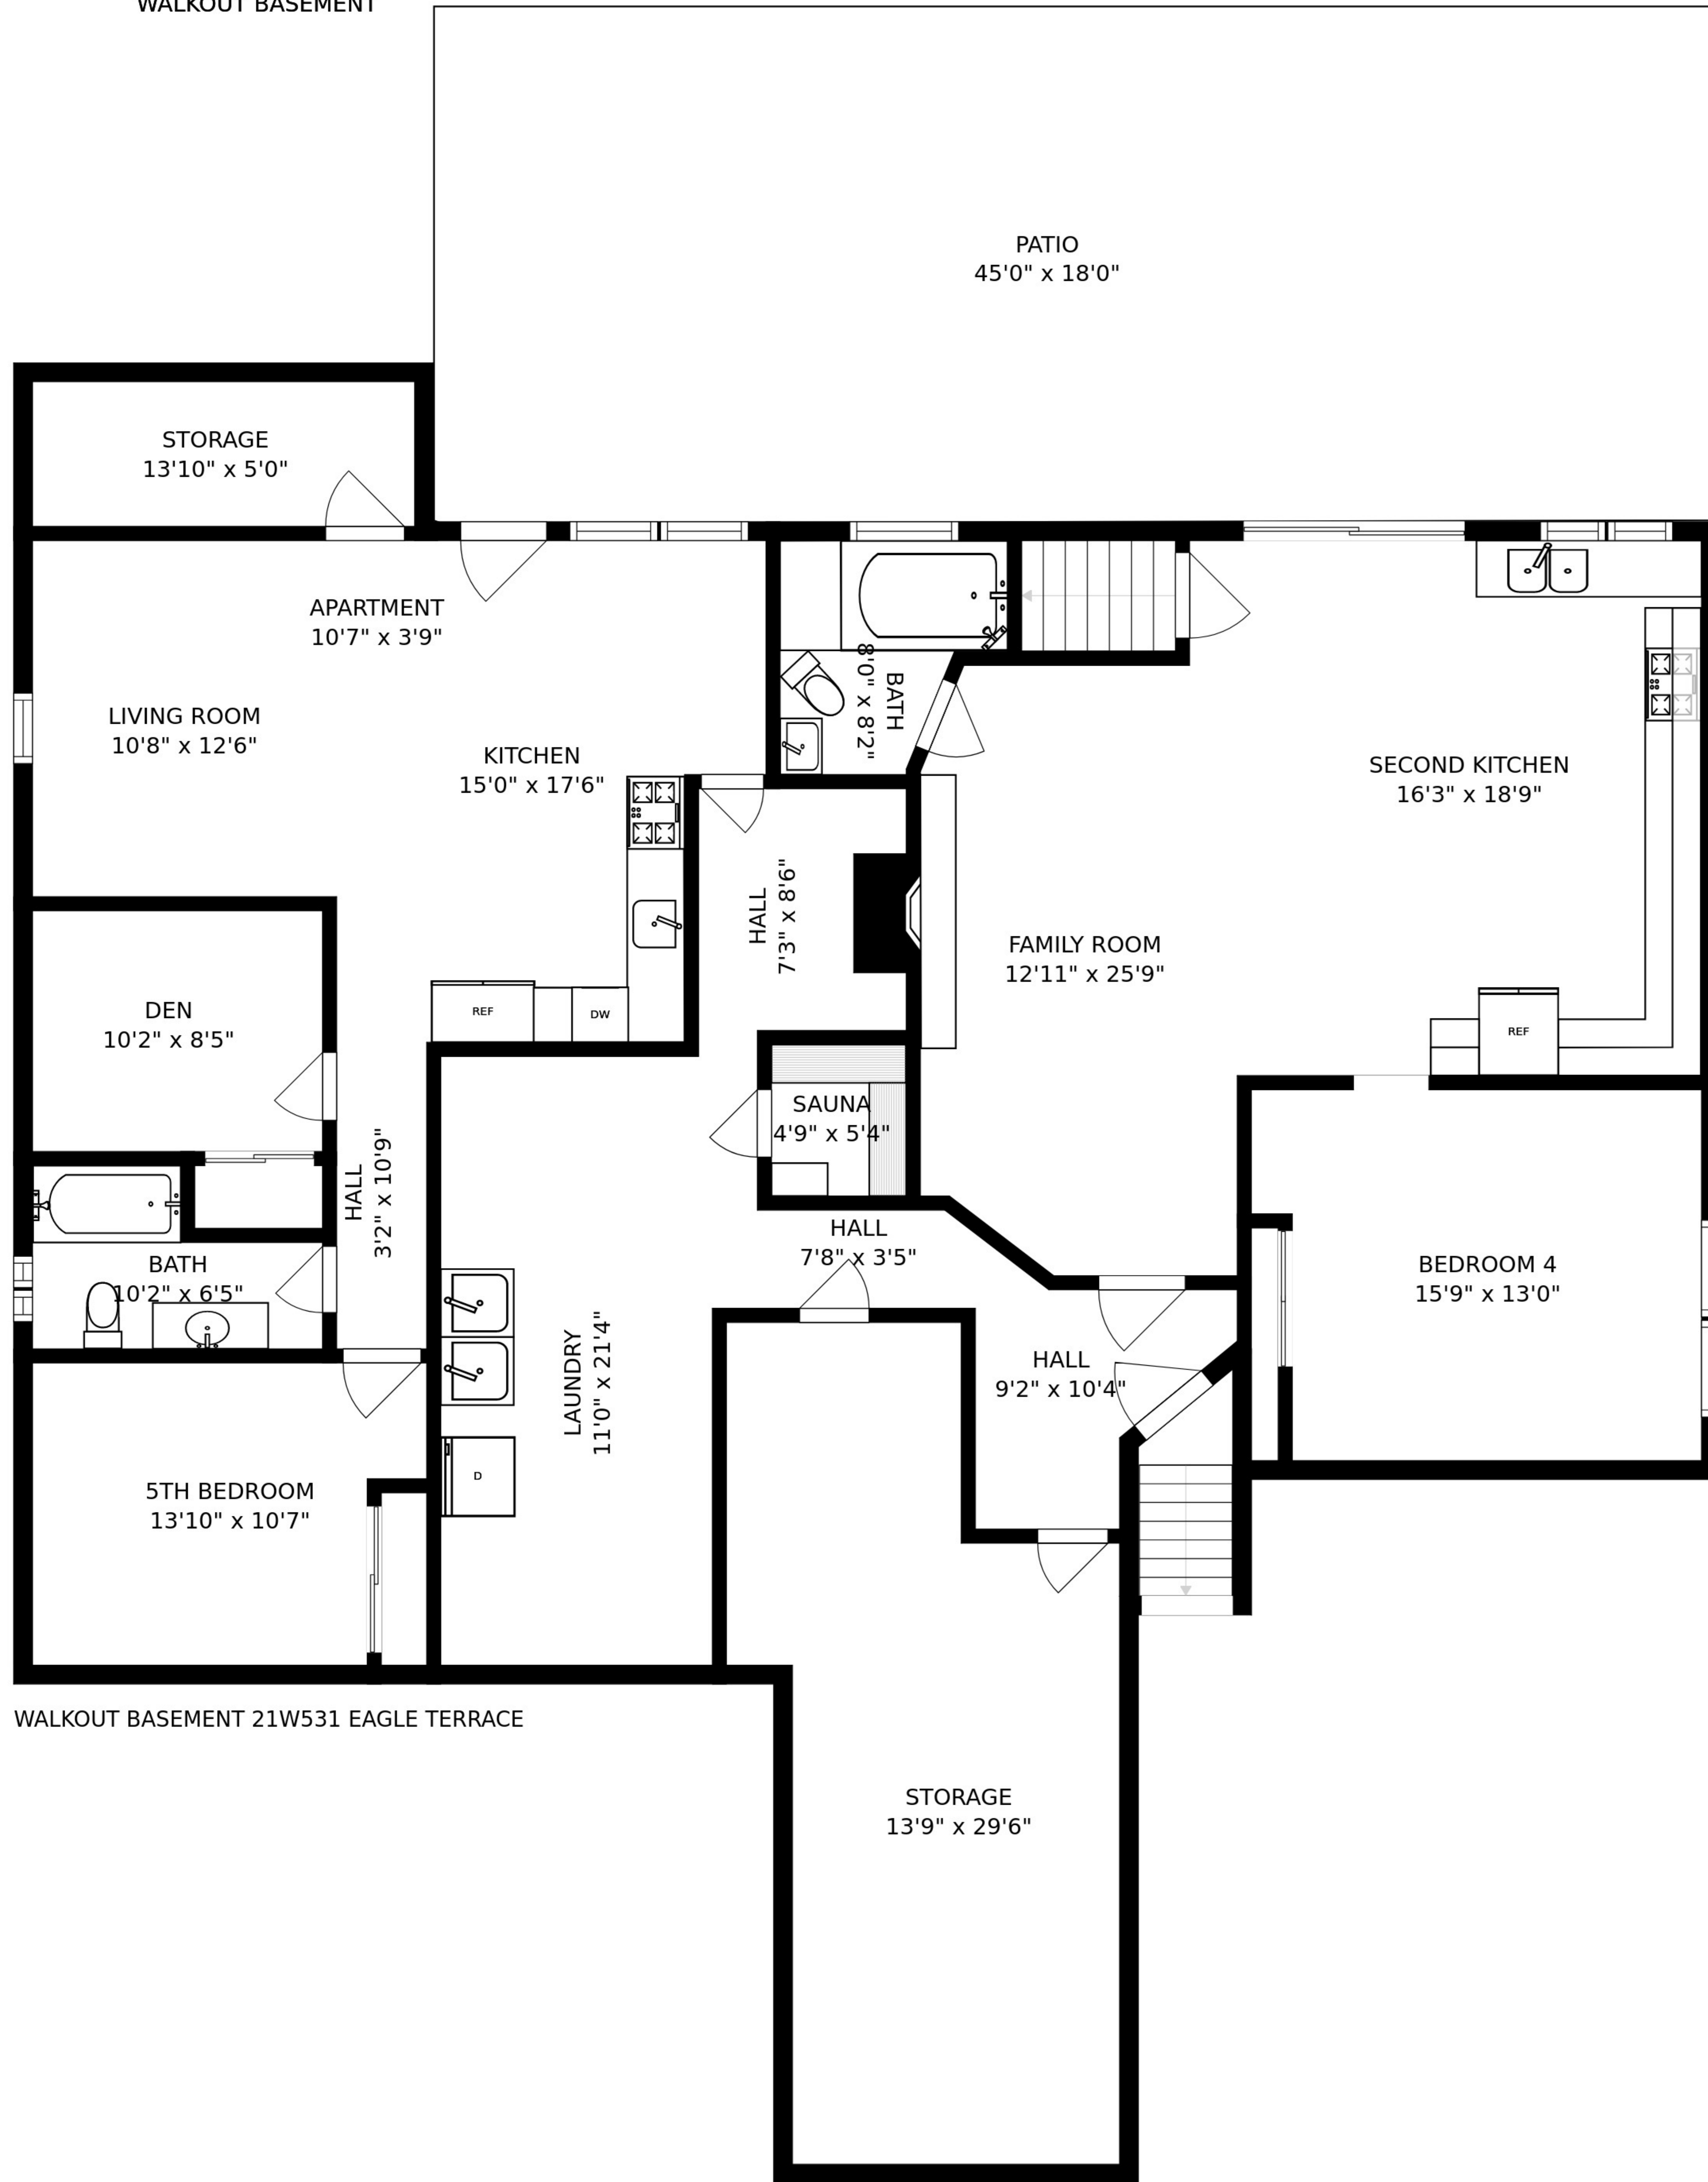 WALKOUT BASEMENT
PATIO
45'0" x 18'0"
STORAGE
13'10" x 5'0"
APARTMENT
10'7" x 3'9"
LIVING ROOM
10'8" x 12'6"
KITCHEN
15'0" x 17'6"
BATH
8'0" x 8'2"
SECOND KITCHEN
16'3" x 18'9"
HALL
7'3" x 8'6"
FAMILY ROOM
12'11" x 25'9"
DEN
10'2" x 8'5"
REF
DW
REF
SAUNA
4'9" x 5'4"
HALL
3'2" x 10'9"
HALL
7'8" x 3'5"
BATH
10'2" x 6'5"
BEDROOM 4
15'9" x 13'0"
LAUNDRY
11'0" x 21'4"
HALL
9'2" x 10'4"
D
5TH BEDROOM
13'10" x 10'7"
WALKOUT BASEMENT 21W531 EAGLE TERRACE
STORAGE
13'9" x 29'6"